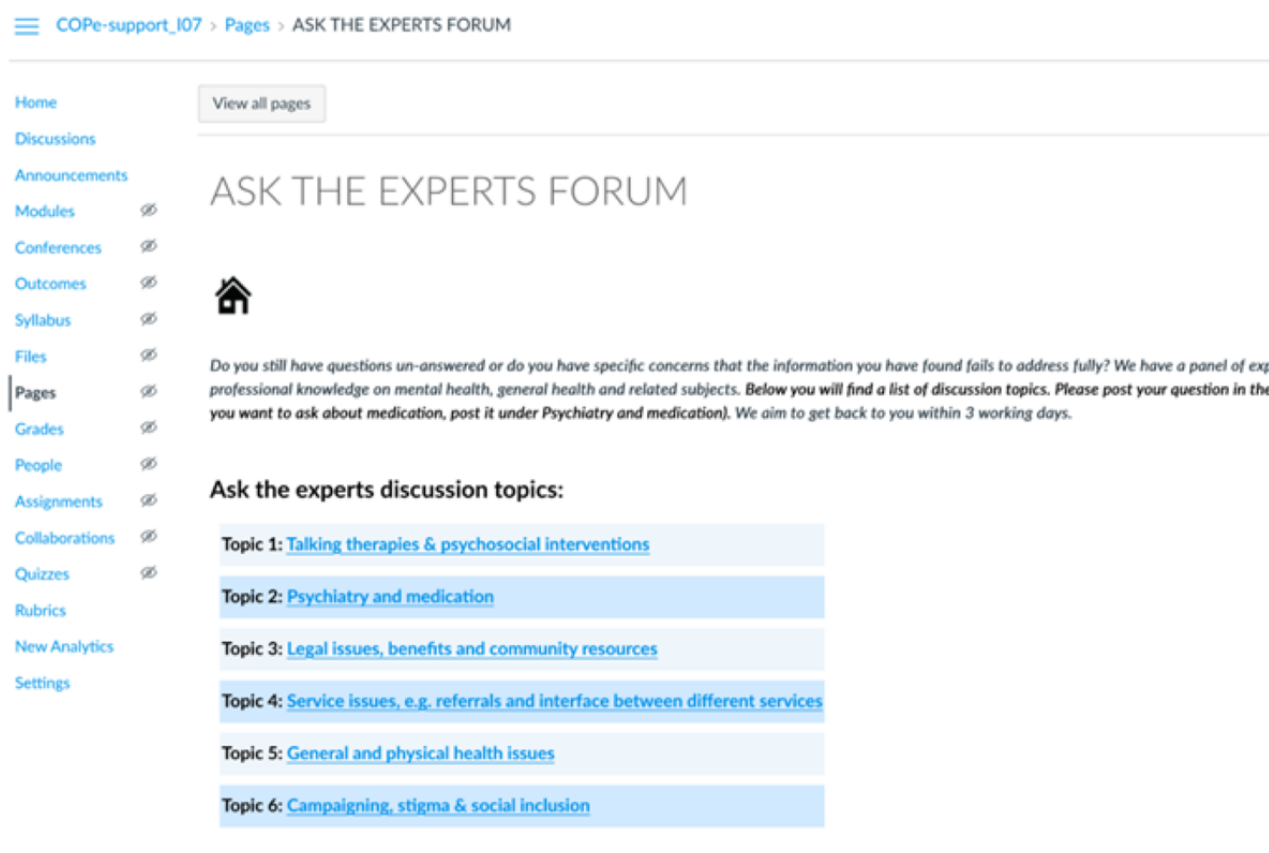 COPe-support_I07 > Pages > ASK THE EXPERTS FORUM
Home
Discussions
Announcements
Modules
Conferences
Outcomes
Syllabus
Files
Pages
Grades
People
Assignments
Collaborations
Quizzes
Rubrics
New Analytics
Settings
View all pages
ASK THE EXPERTS FORUM
Do you still have questions un-answered or do you have specific concerns that the information you have found fails to address fully? We have a panel of
professional knowledge on mental health, general health and related subjects. Below you will find a list of discussion topics. Please post your question in the
you want to ask about medication, post it under Psychiatry and medication). We aim to get back to you within 3 working days.
Ask the experts discussion topics:
Topic 1: Talking therapies & psychosocial interventions
Topic 2: Psychiatry and medication
Topic 3: Legal issues, benefits and community resources
Topic 4: Service issues, e.g. referrals and interface between different services
Topic 5: General and physical health issues
Topic 6: Campaigning, stigma & social inclusion